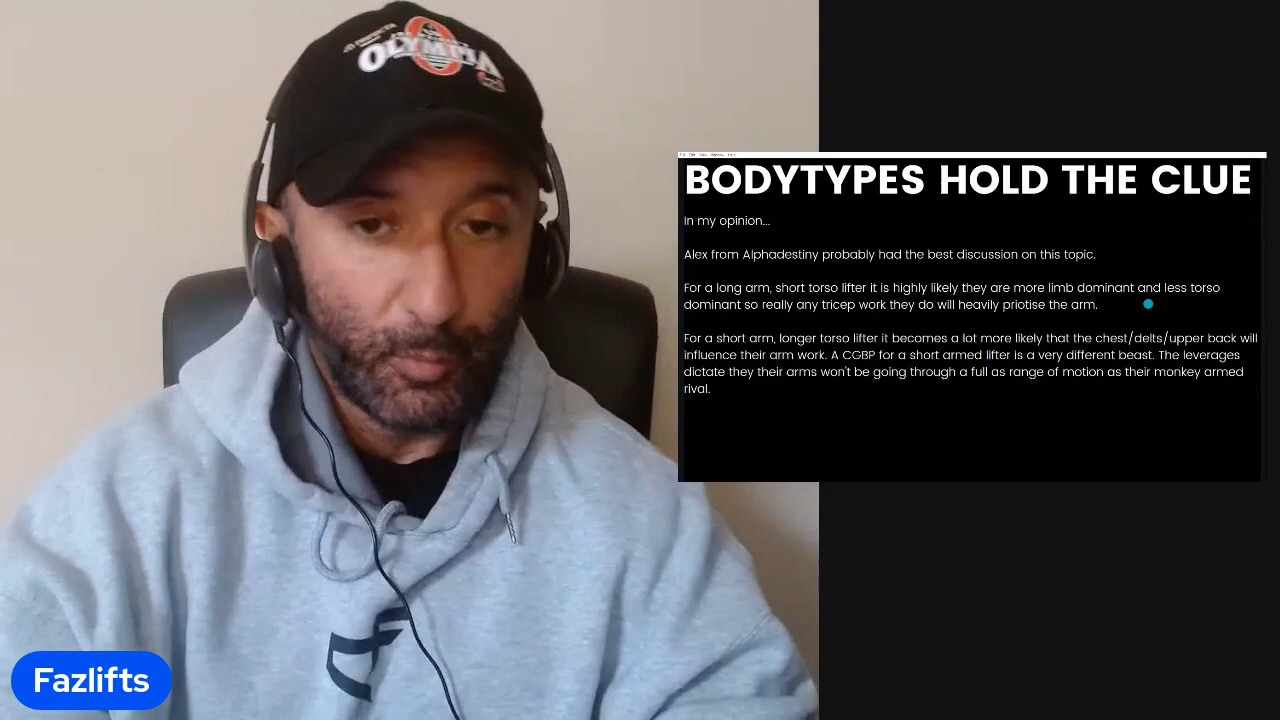 OLYMPIA
File Edit View Window Help
BODYTYPES HOLD THE CLUE
In my opinion...
Alex from Alphadestiny probably had the best discussion on this topic.
For a long arm, short torso lifter it is highly likely they are more limb dominant and less torso
dominant so really any tricep work they do will heavily priotise the arm.
For a short arm, longer torso lifter it becomes a lot more likely that the chest/delts/upper back will
influence their arm work. A CGBP for a short armed lifter is a very different beast. The leverages
dictate they their arms won't be going through a full as range of motion as their monkey armed
rival.
Fazlifts